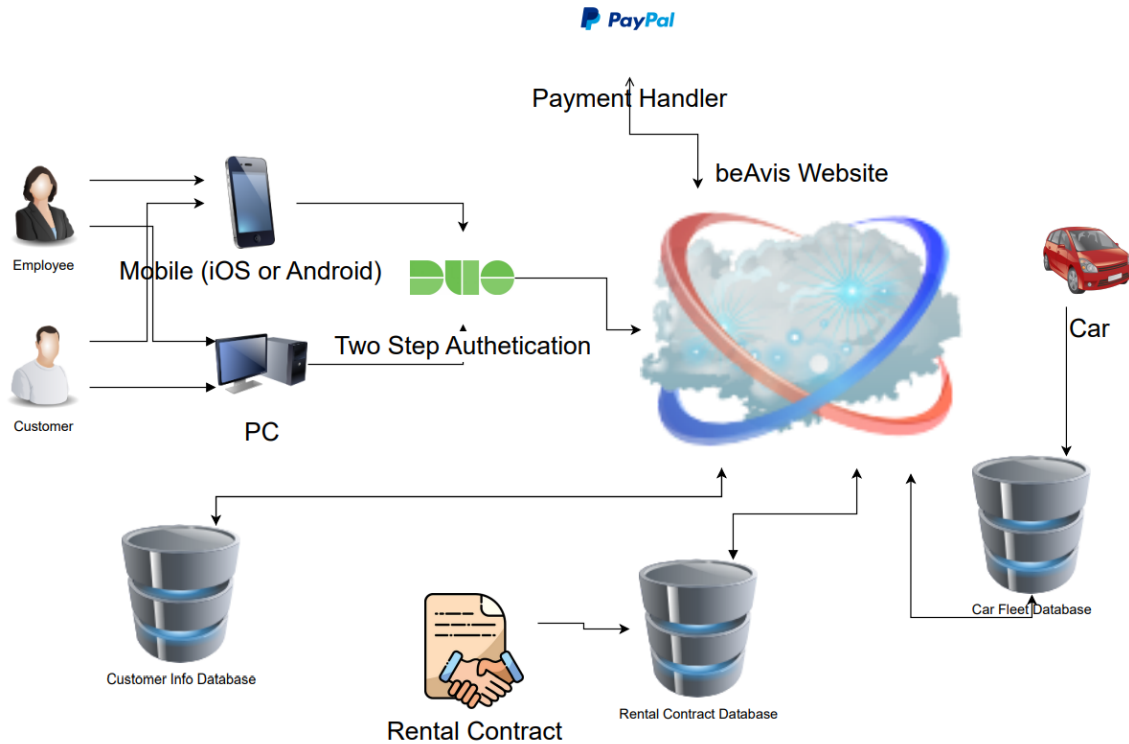 PayPal
Payment Handler
beAvis Website
Employee
Mobile (iOS or Android)
DUO
Car
Two Step Authetication
Customer
PC
Car Fleet Database
Customer Info Database
Rental Contract Database
Rental Contract